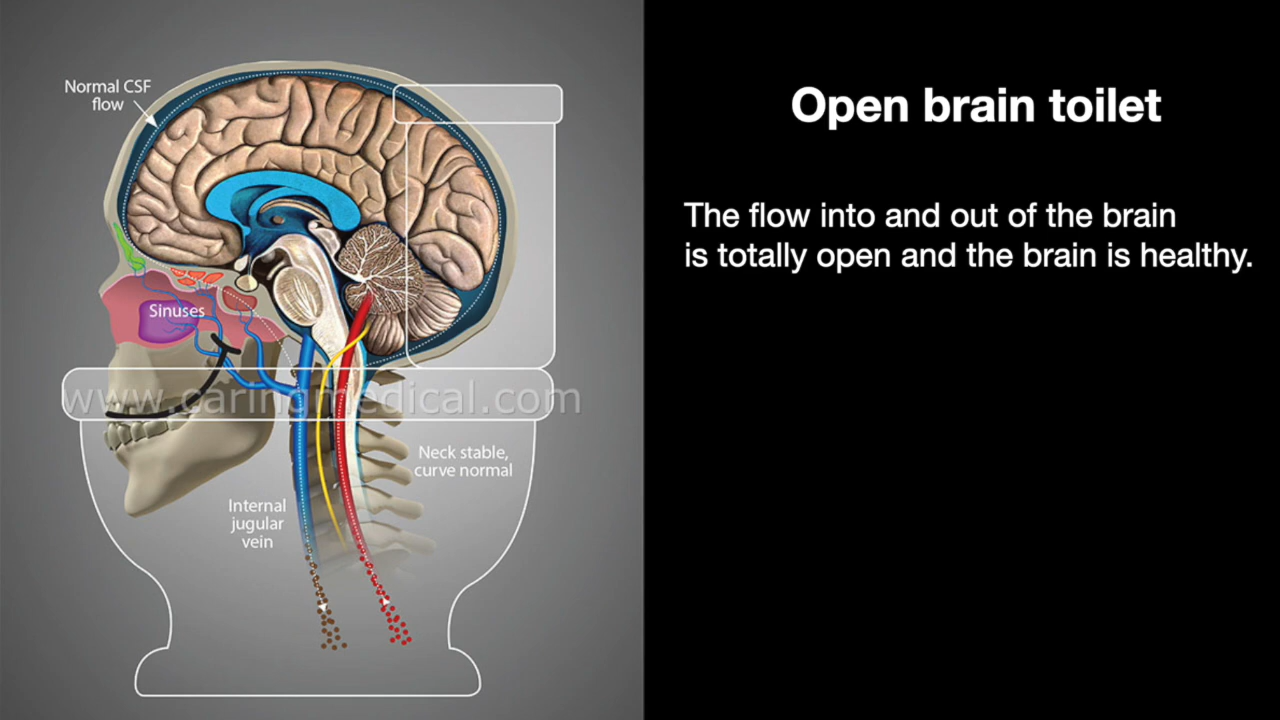 Normal CSF
flow
Sinuses
www.caringmedical.com
Neck stable,
curve normal
Internal
jugular
vein
Open brain toilet
The flow into and out of the brain
is totally open and the brain is healthy.